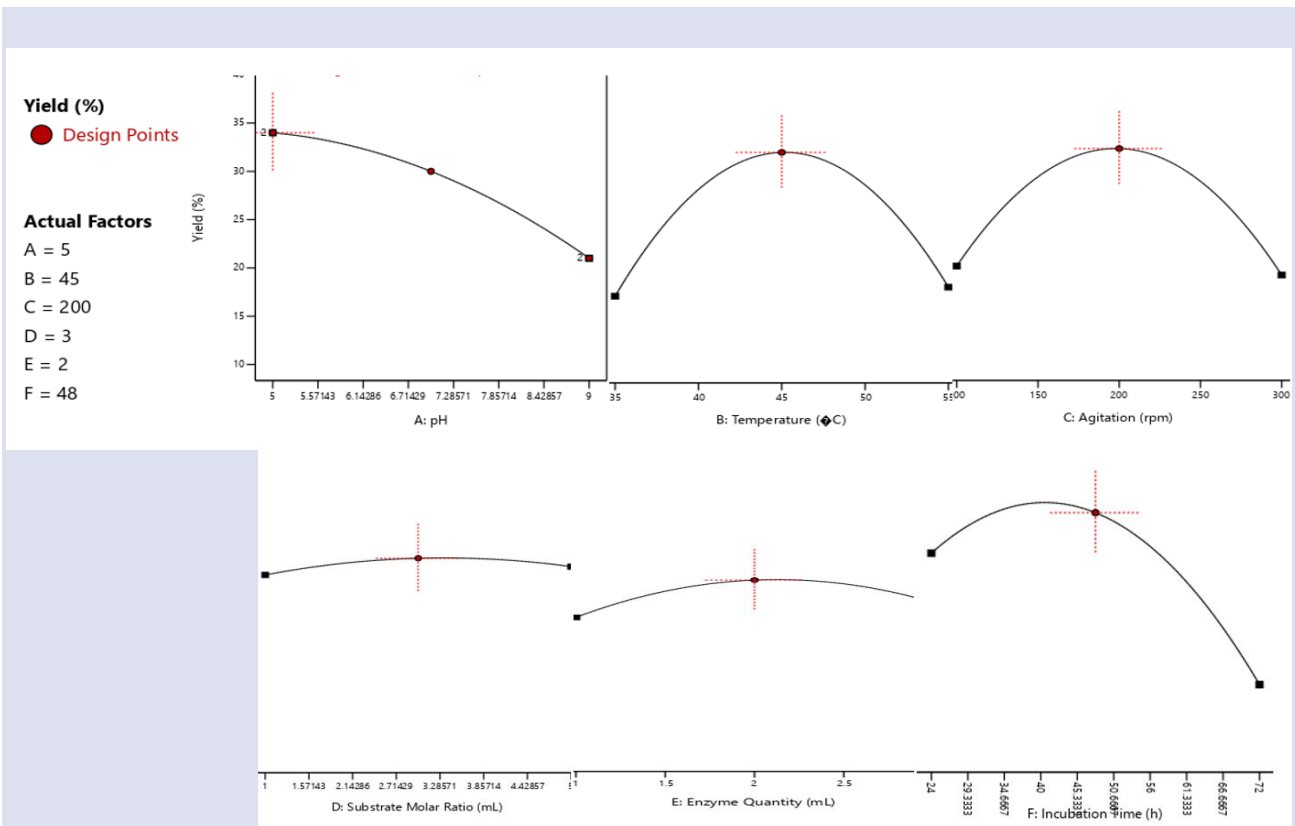 Yield (%)
Design Points
Actual Factors
A = 5
B = 45
C = 200
D = 3
E = 2
F = 48
Yield (%)
35
30
25
20
15
10
2
2
5 5.57143 6.14286 6.71429 7.28571 7.85714 8.42857 9
A: pH
35 40 45 50
B: Temperature (�C)
150 200 250 300
C: Agitation (rpm)
1 1.57143 2.14286 2.71429 3.28571 3.85714 4.42857
D: Substrate Molar Ratio (mL)
1 1.5 2 2.5
E: Enzyme Quantity (mL)
24 29.3333 34.6667 40 56 61.3333 66.6667 72
F: Incubation Time (h)